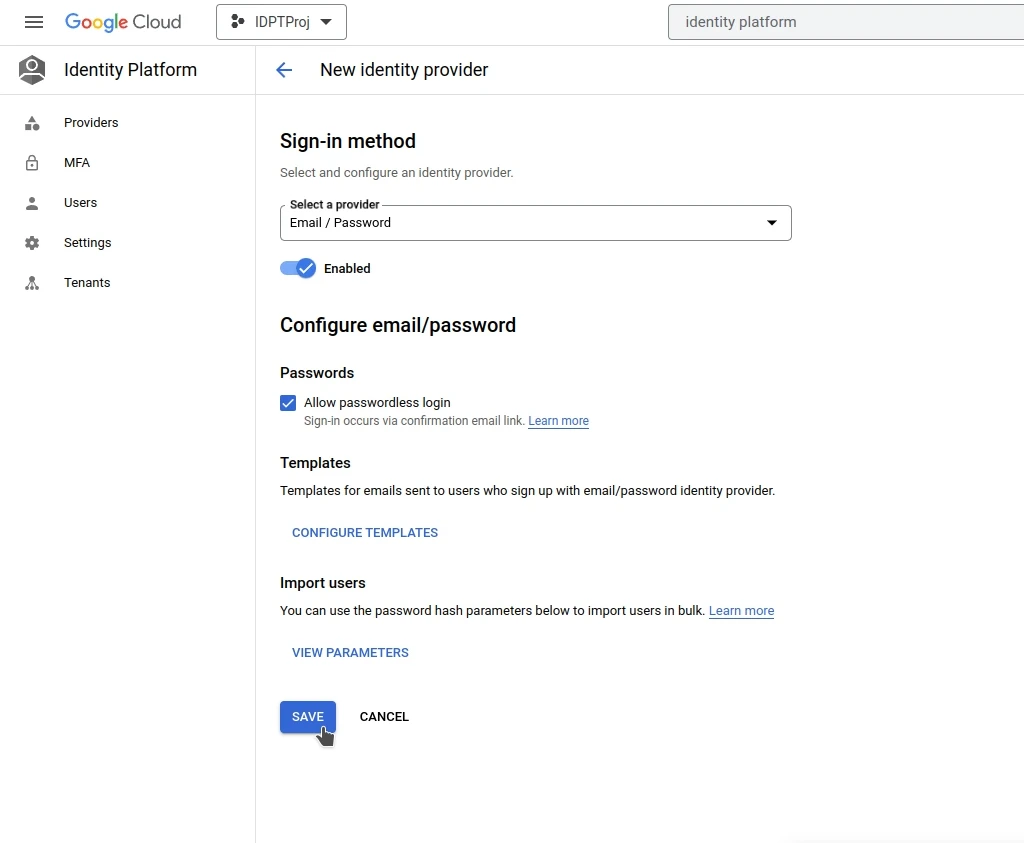 Google Cloud
IDPTProj
identity platform
Identity Platform
New identity provider
Providers
MFA
Users
Settings
Tenants
Sign-in method
Select and configure an identity provider.
Select a provider
Email / Password
Enabled
Configure email/password
Passwords
Allow passwordless login
Sign-in occurs via confirmation email link. Learn more
Templates
Templates for emails sent to users who sign up with email/password identity provider.
CONFIGURE TEMPLATES
Import users
You can use the password hash parameters below to import users in bulk. Learn more
VIEW PARAMETERS
SAVE
CANCEL